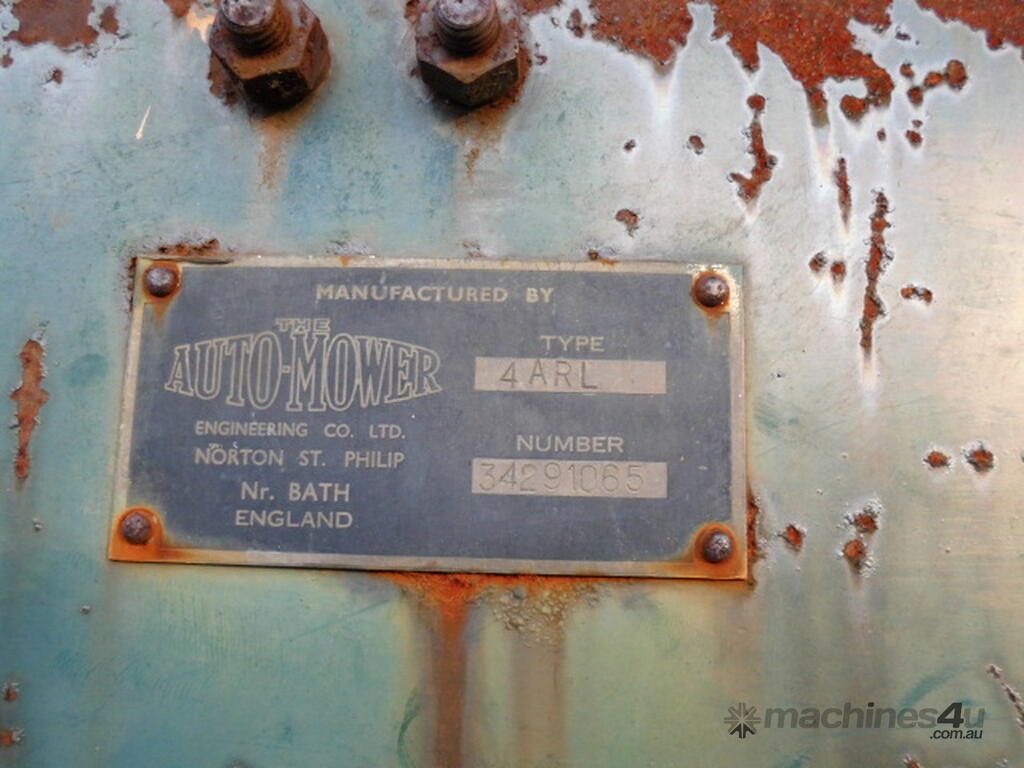 MANUFACTURED BY
THE
AUTO-MOWER
ENGINEERING CO. LTD.
NORTON ST. PHILIP
Nr. BATH
ENGLAND
TYPE
4ARL
NUMBER
34291065
machines4u
.com.au